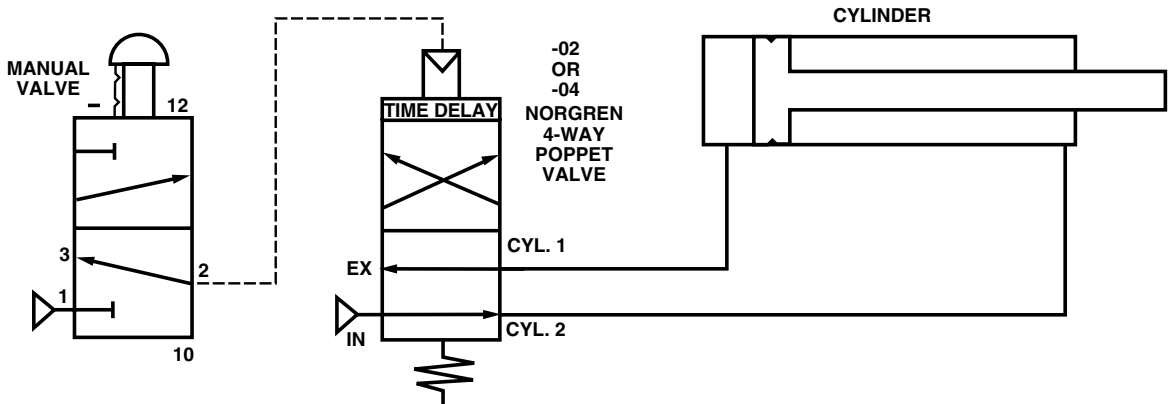 CYLINDER
MANUAL
VALVE
12
3
2
1
10
TIME DELAY
-02
OR
-04
NORGREN
4-WAY
POPPET
VALVE
CYL. 1
EX
IN
CYL. 2